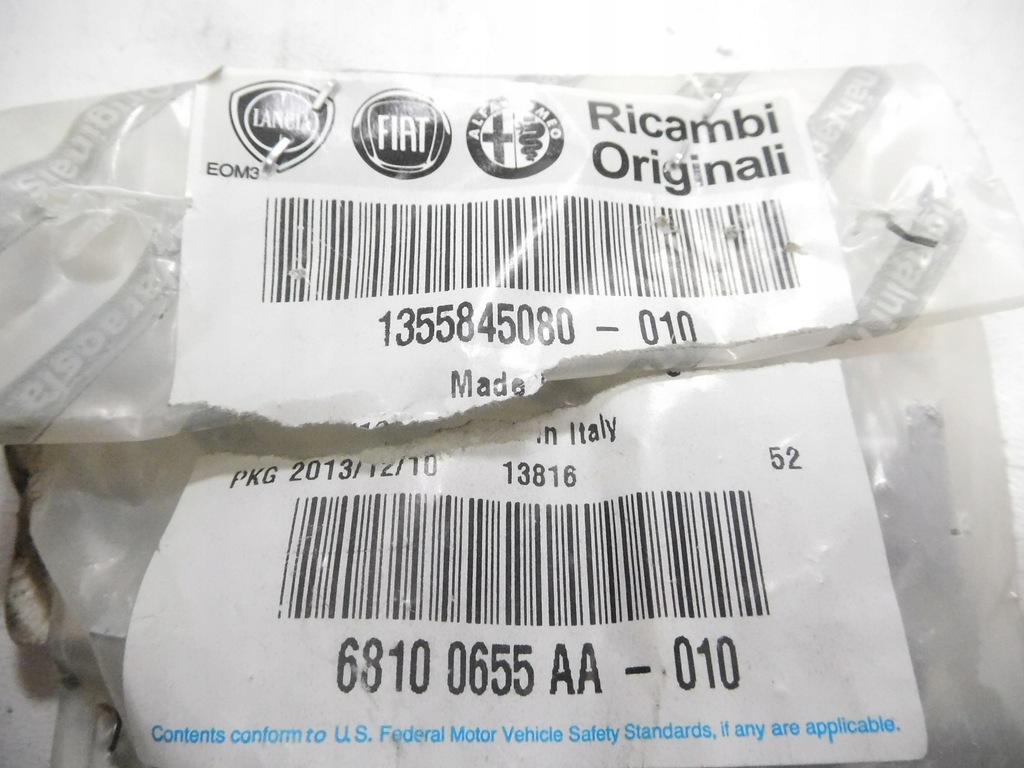 LANCIA FIAT ALFA ROMEO Ricambi
Originali
EOM3
1355845080 - 010
Made
in Italy
PKG 2013/12/10 13816 52
6810 0655 AA - 010
Contents conform to U.S. Federal Motor Vehicle Safety Standards, if any are applicable.